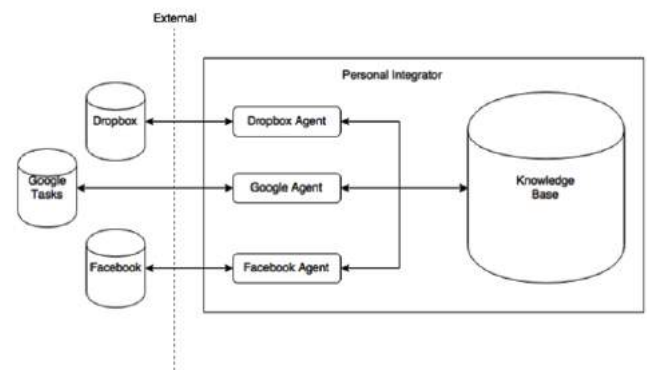 External
Personal Integrator
Dropbox
Dropbox Agent
Google
Tasks
Google Agent
Knowledge
Base
Facebook
Facebook Agent